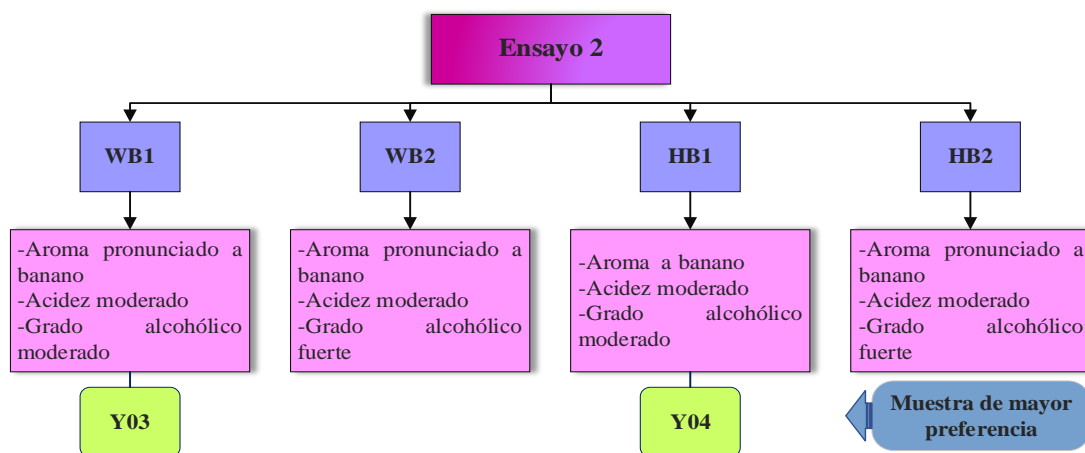 Ensayo 2
WB1
WB2
HB1
HB2
-Aroma pronunciado a
banano
-Acidez moderado
-Grado alcohólico
moderado
-Aroma pronunciado a
banano
-Acidez moderado
-Grado alcohólico
fuerte
-Aroma a banano
-Acidez moderado
-Grado alcohólico
moderado
-Aroma pronunciado a
banano
-Acidez moderado
-Grado alcohólico
fuerte
Y03
Y04
Muestra de mayor
preferencia